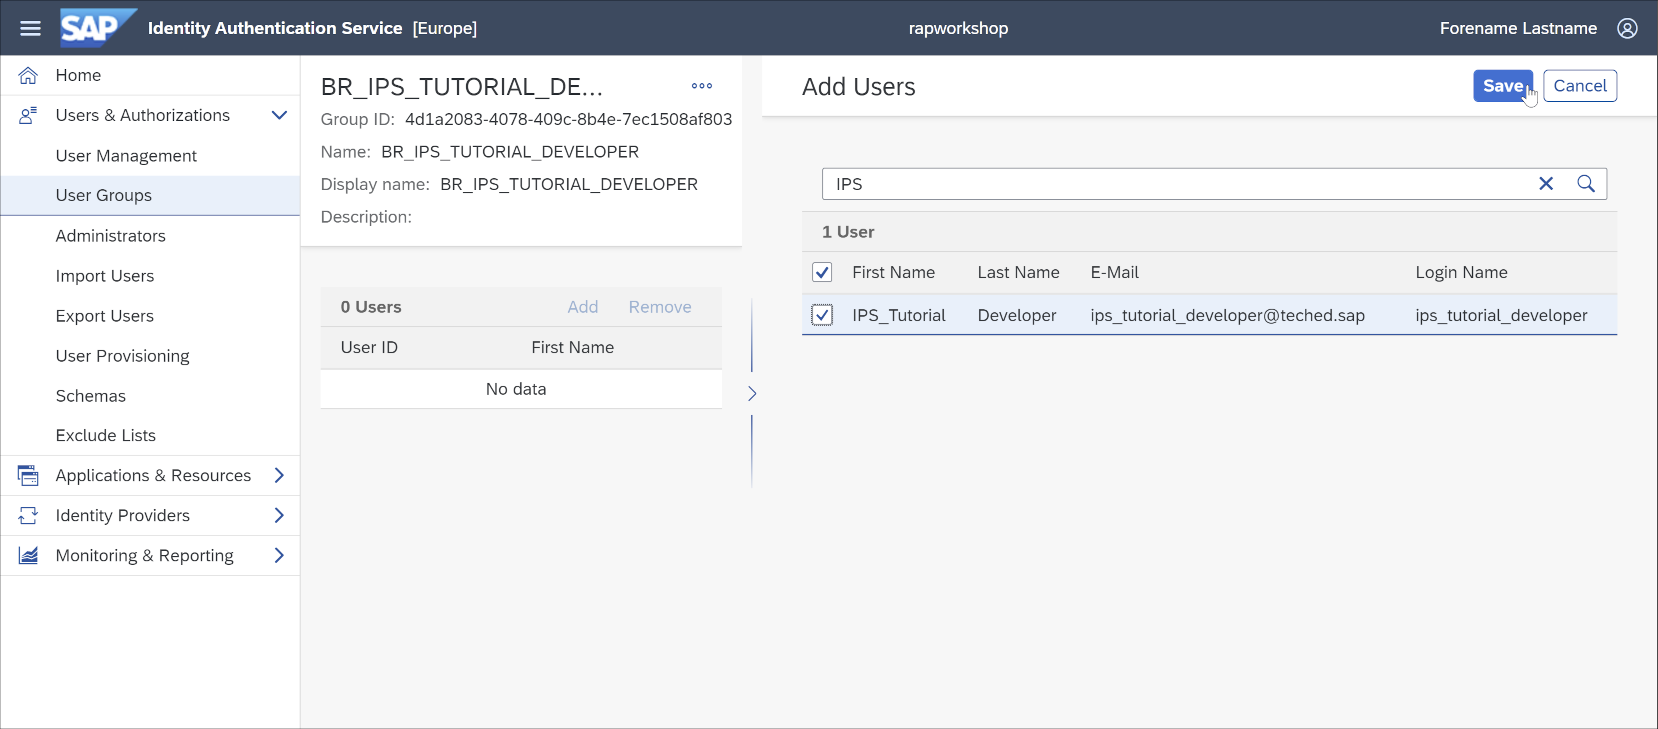 SAP Identity Authentication Service [Europe] rapworkshop Forename Lastname
Home
Users & Authorizations
User Management
User Groups
Administrators
Import Users
Export Users
User Provisioning
Schemas
Exclude Lists
Applications & Resources
Identity Providers
Monitoring & Reporting
BR_IPS_TUTORIAL_DE...
Group ID: 4d1a2083-4078-409c-8b4e-7ec1508af803
Name: BR_IPS_TUTORIAL_DEVELOPER
Display name: BR_IPS_TUTORIAL_DEVELOPER
Description:
0 Users Add Remove
User ID First Name
No data
Add Users Save Cancel
IPS
1 User
First Name Last Name E-Mail Login Name
IPS_Tutorial Developer ips_tutorial_developer@teched.sap ips_tutorial_developer